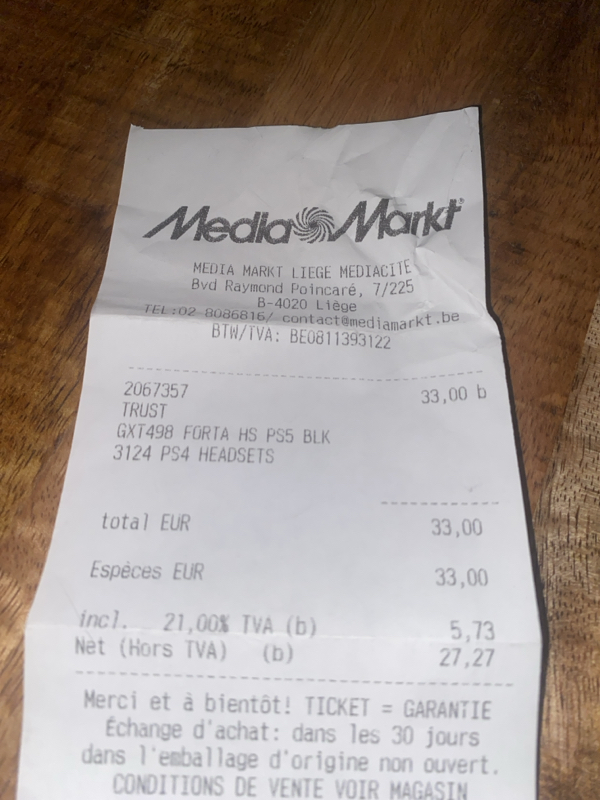 Media Markt
MEDIA MARKT LIEGE MEDIACITE
Bvd Raymond Poincaré, 7/225
B-4020 Liège
TEL:02 8086816/ contact@mediamarkt.be
BTW/TVA: BE0811393122
2067357 33,00 b
TRUST
GXT498 FORTA HS PS5 BLK
3124 PS4 HEADSETS
total EUR 33,00
Espèces EUR 33,00
incl. 21,00% TVA (b) 5,73
Net (Hors TVA) (b) 27,27
Merci et à bientôt! TICKET = GARANTIE
Échange d'achat: dans les 30 jours
dans l'emballage d'origine non ouvert.
CONDITIONS DE VENTE VOIR MAGASIN